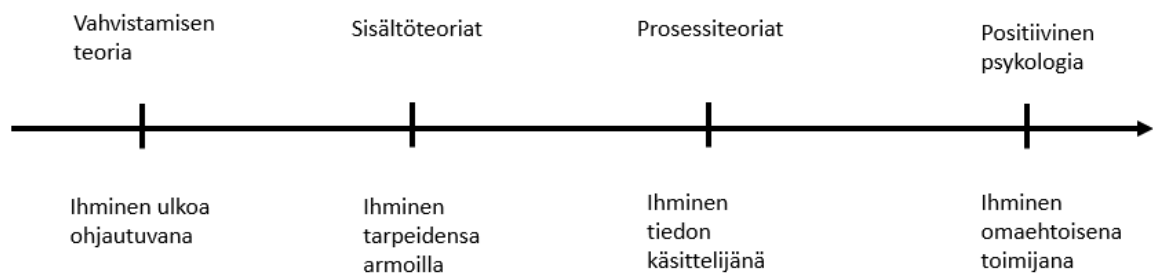 Vahvistamisen
teoria
Sisältöteoriat
Prosessiteoriat
Positiivinen
psykologia
Ihminen ulkoa
ohjautuvana
Ihminen
tarpeidensa
armoilla
Ihminen
tiedon
käsittelijänä
Ihminen
omaehtoisena
toimijana